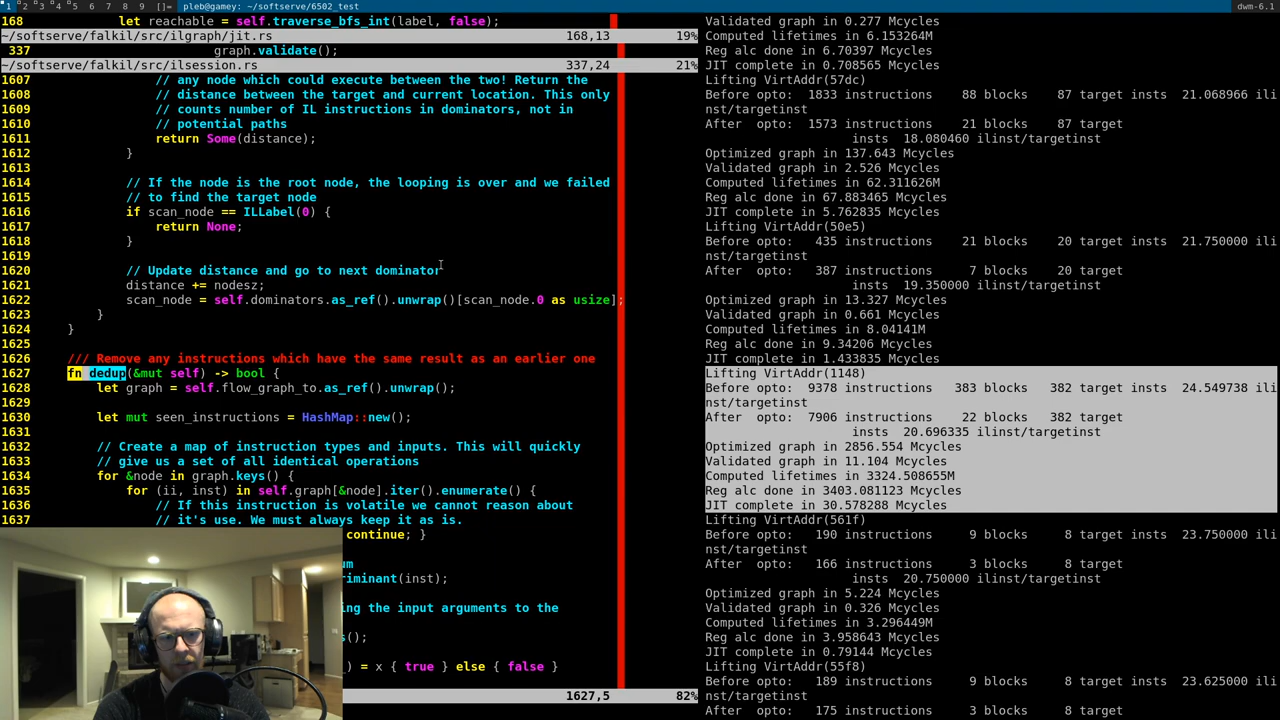 1 2 3 4 5 6 7 8 9 []= pleb@gamey: ~/softserve/6502_test dwm-6.1
168 let reachable = self.traverse_bfs_int(label, false);
~/softserve/falkil/src/ilgraph/jit.rs 168,13 19%
337 graph.validate();
~/softserve/falkil/src/ilsession.rs 337,24 21%
1607 // any node which could execute between the two! Return the
1608 // distance between the target and current location. This only
1609 // counts number of IL instructions in dominators, not in
1610 // potential paths
1611 return Some(distance);
1612 }
1613
1614 // If the node is the root node, the looping is over and we failed
1615 // to find the target node
1616 if scan_node == ILLabel(0) {
1617 return None;
1618 }
1619
1620 // Update distance and go to next dominator
1621 distance += nodesz;
1622 scan_node = self.dominators.as_ref().unwrap()[scan_node.0 as usize];
1623 }
1624 }
1625
1626 /// Remove any instructions which have the same result as an earlier one
1627 fn dedup(&mut self) -> bool {
1628 let graph = self.flow_graph_to.as_ref().unwrap();
1629
1630 let mut seen_instructions = HashMap::new();
1631
1632 // Create a map of instruction types and inputs. This will quickly
1633 // give us a set of all identical operations
1634 for &node in graph.keys() {
1635 for (ii, inst) in self.graph[&node].iter().enumerate() {
1636 // If this instruction is volatile we cannot reason about
1637 // it's use. We must always keep it as is.
continue; }
um
riminant(inst);
ing the input arguments to the
s();
_) = x { true } else { false }
1627,5 82%
Validated graph in 0.277 Mcycles
Computed lifetimes in 6.153264M
Reg alc done in 6.70397 Mcycles
JIT complete in 0.708565 Mcycles
Lifting VirtAddr(57dc)
Before opto: 1833 instructions 88 blocks 87 target insts 21.068966 ili
nst/targetinst
After opto: 1573 instructions 21 blocks 87 target
insts 18.080460 ilinst/targetinst
Optimized graph in 137.643 Mcycles
Validated graph in 2.526 Mcycles
Computed lifetimes in 62.311626M
Reg alc done in 67.883465 Mcycles
JIT complete in 5.762835 Mcycles
Lifting VirtAddr(50e5)
Before opto: 435 instructions 21 blocks 20 target insts 21.750000 ili
nst/targetinst
After opto: 387 instructions 7 blocks 20 target
insts 19.350000 ilinst/targetinst
Optimized graph in 13.327 Mcycles
Validated graph in 0.661 Mcycles
Computed lifetimes in 8.04141M
Reg alc done in 9.34206 Mcycles
JIT complete in 1.433835 Mcycles
Lifting VirtAddr(1148)
Before opto: 9378 instructions 383 blocks 382 target insts 24.549738 ili
nst/targetinst
After opto: 7906 instructions 22 blocks 382 target
insts 20.696335 ilinst/targetinst
Optimized graph in 2856.554 Mcycles
Validated graph in 11.104 Mcycles
Computed lifetimes in 3324.508655M
Reg alc done in 3403.081123 Mcycles
JIT complete in 30.578288 Mcycles
Lifting VirtAddr(561f)
Before opto: 190 instructions 9 blocks 8 target insts 23.750000 ili
nst/targetinst
After opto: 166 instructions 3 blocks 8 target
insts 20.750000 ilinst/targetinst
Optimized graph in 5.224 Mcycles
Validated graph in 0.326 Mcycles
Computed lifetimes in 3.296449M
Reg alc done in 3.958643 Mcycles
JIT complete in 0.79144 Mcycles
Lifting VirtAddr(55f8)
Before opto: 189 instructions 9 blocks 8 target insts 23.625000 ili
nst/targetinst
After opto: 175 instructions 3 blocks 8 target